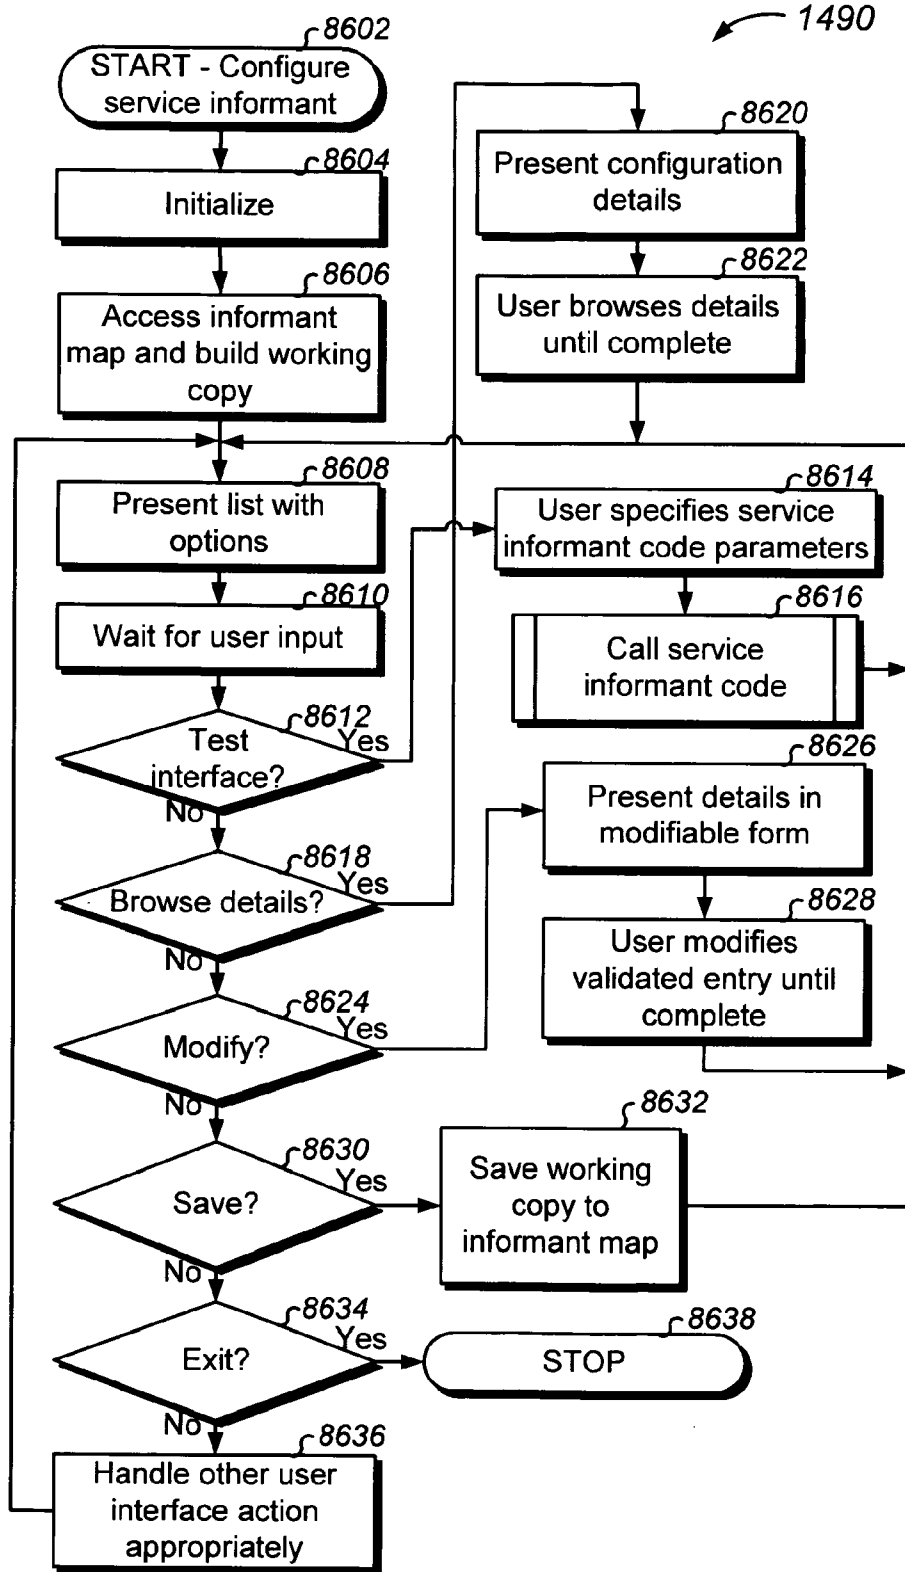 1490
8602
START - Configure
service informant
8604
Initialize
8606
Access informant
map and build working
copy
8608
Present list with
options
8610
Wait for user input
8612
Test
interface?
Yes
No
8614
User specifies service
informant code parameters
8616
Call service
informant code
8618
Browse details?
Yes
No
8620
Present configuration
details
8622
User browses details
until complete
8624
Modify?
Yes
No
8626
Present details in
modifiable form
8628
User modifies
validated entry until
complete
8630
Save?
Yes
No
8632
Save working
copy to
informant map
8634
Exit?
Yes
No
8638
STOP
8636
Handle other user
interface action
appropriately